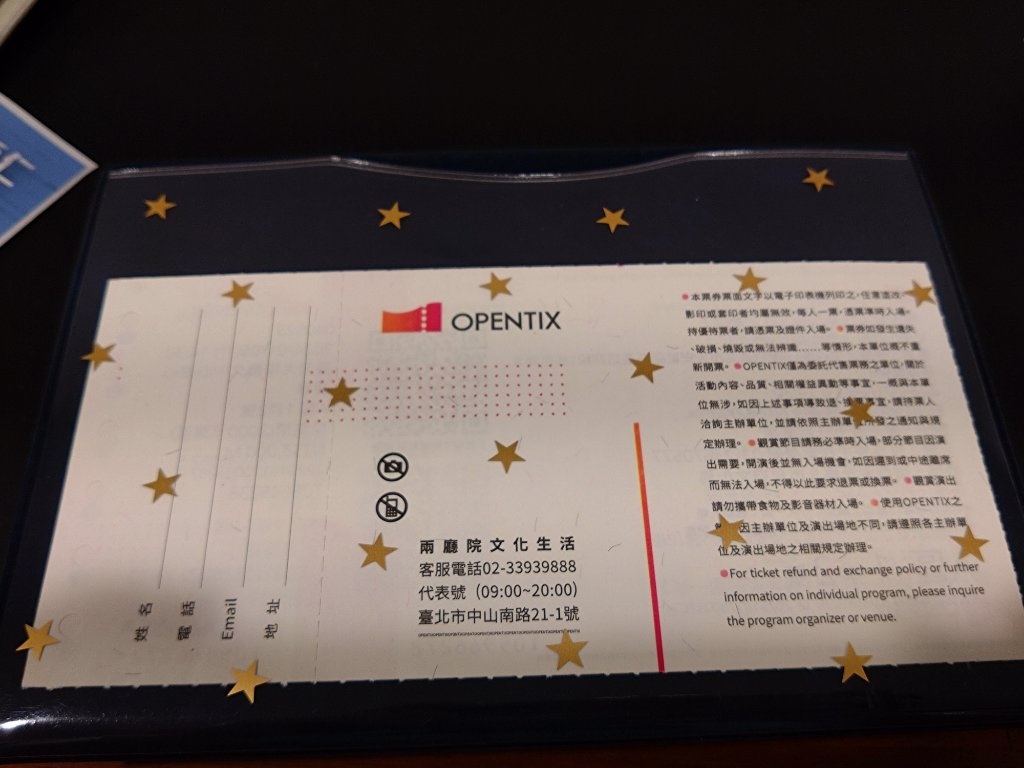 OPENTIX
兩廳院文化生活
客服電話02-33939888
代表號（09:00~20:00）
臺北市中山南路21-1號
姓名
電話
Email
地址
●本票券票面文字以電子印表機列印之，任意塗改、
影印或套印者均屬無效，每人一票，憑票準時入場。
持優待票者，請憑票及證件入場。●票券如發生遺失
、破損、燒毀或無法辨識……等情形，本單位概不重
新開票。●OPENTIX僅為委託代售票務之單位，關於
活動內容、品質、相關權益異動等事宜，一概與本單
位無涉，如因上述事項導致退、換票事宜，請持票人
洽詢主辦單位，並請依照主辦單位所發之通知與規
定辦理。●觀賞節目請務必準時入場，部分節目因演
出需要，開演後並無入場機會，如因遲到或中途離席
而無法入場，不得以此要求退票或換票。●觀賞演出
請勿攜帶食物及影音器材入場。●使用OPENTIX之
因主辦單位及演出場地不同，請遵照各主辦單
位及演出場地之相關規定辦理。
●For ticket refund and exchange policy or further
information on individual program, please inquire
the program organizer or venue.